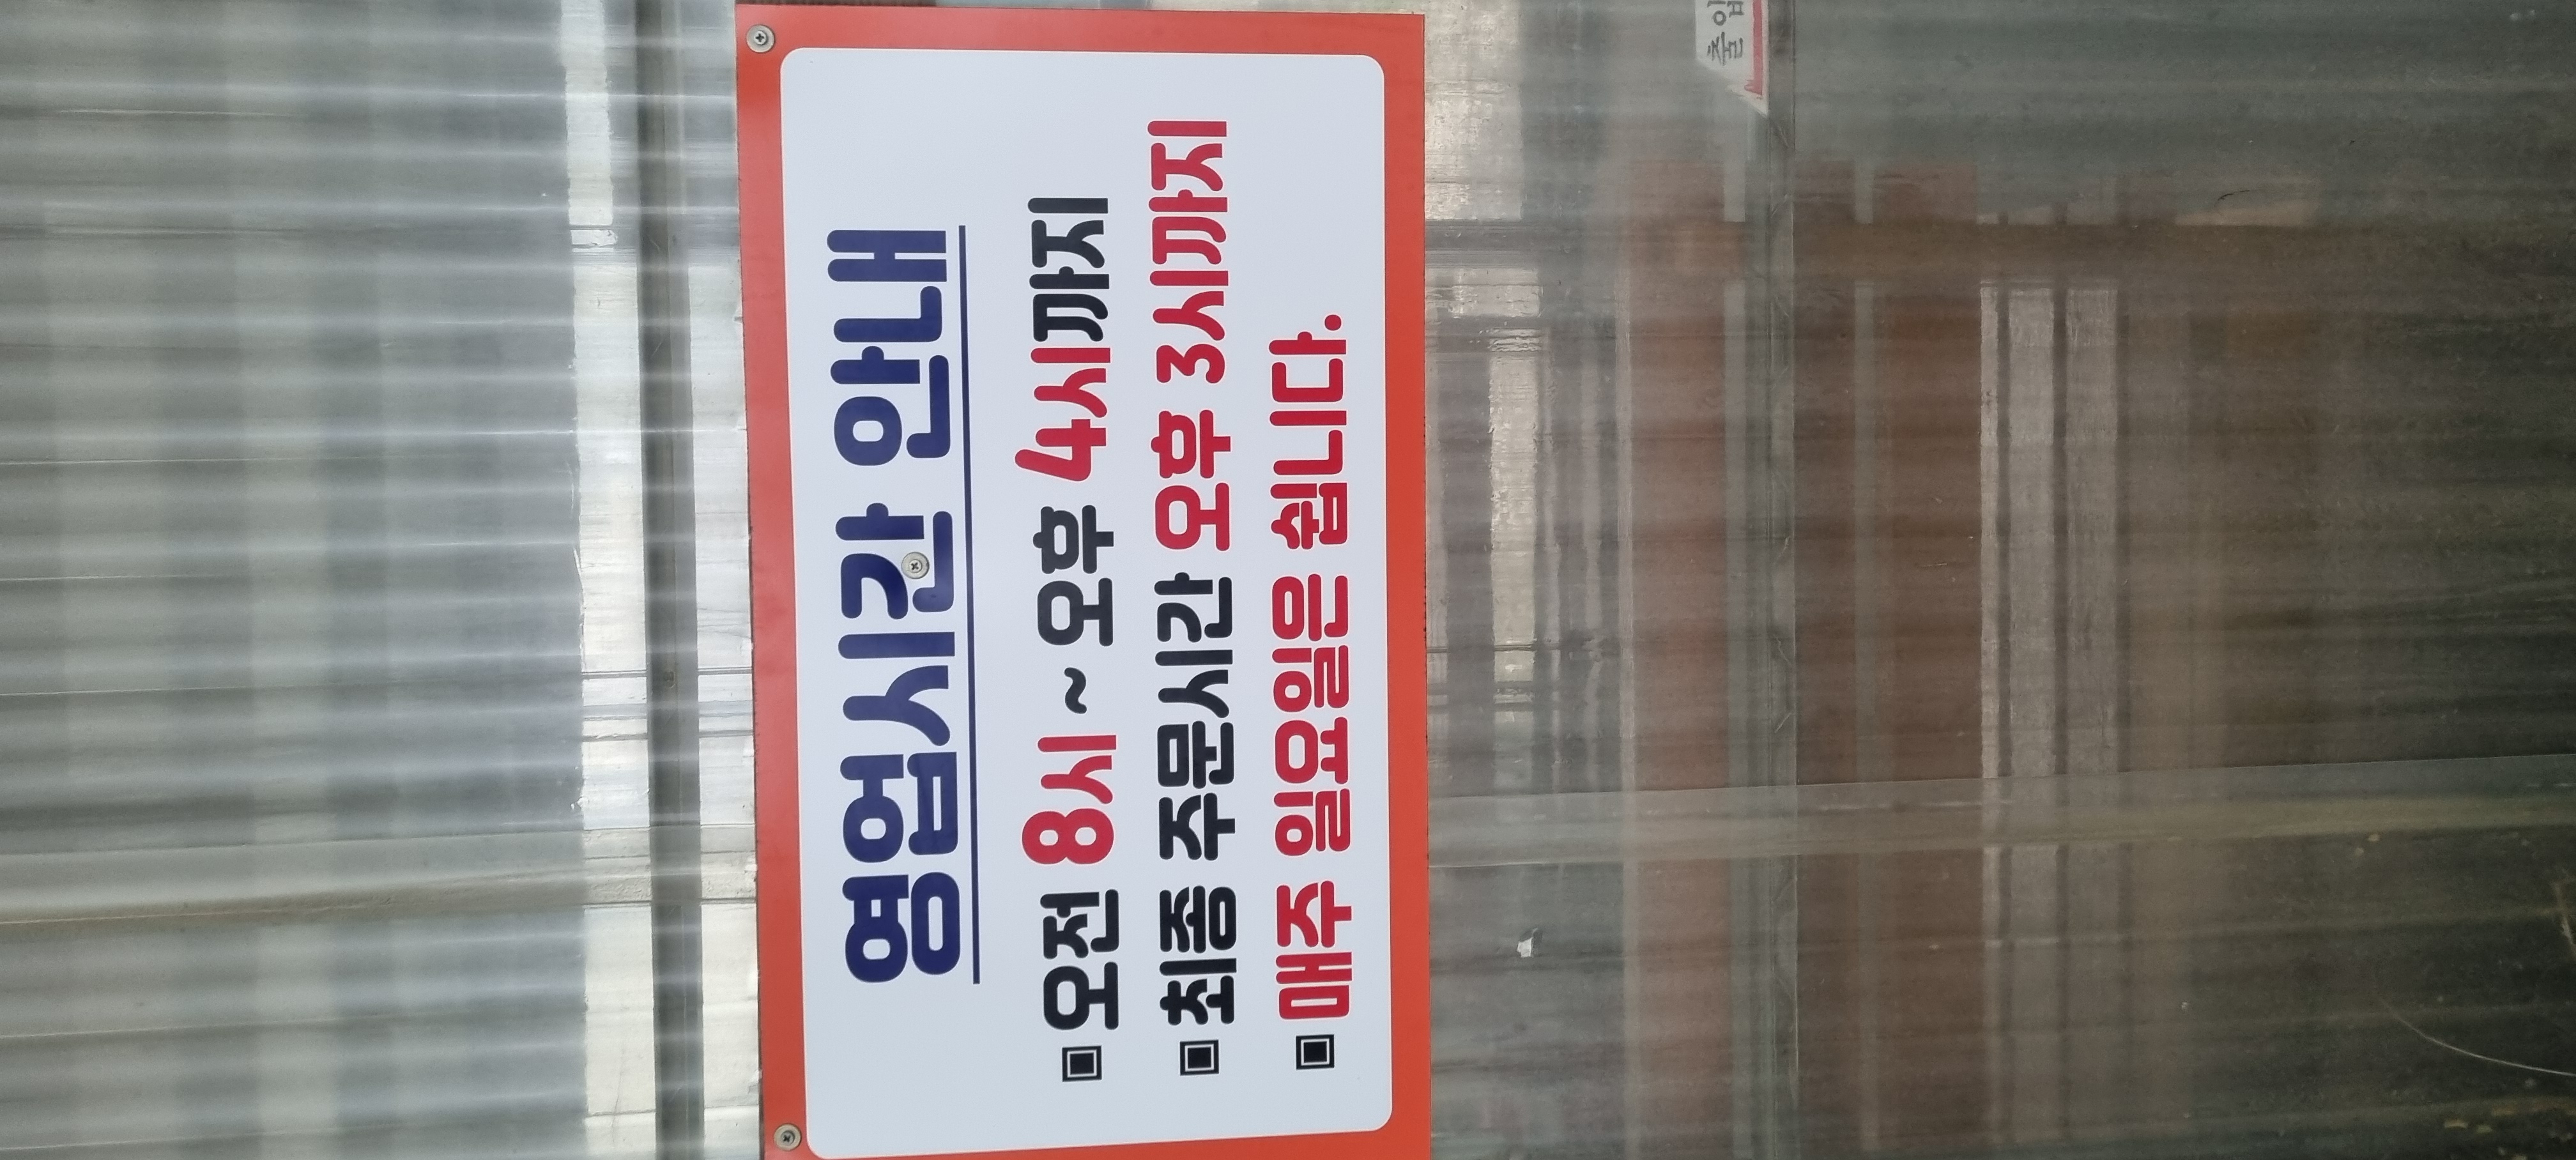 영업시간 안내
▣ 오전 8시 ~ 오후 4시까지
▣ 최종 주문시간 오후 3시까지
▣ 매주 일요일은 쉽니다.